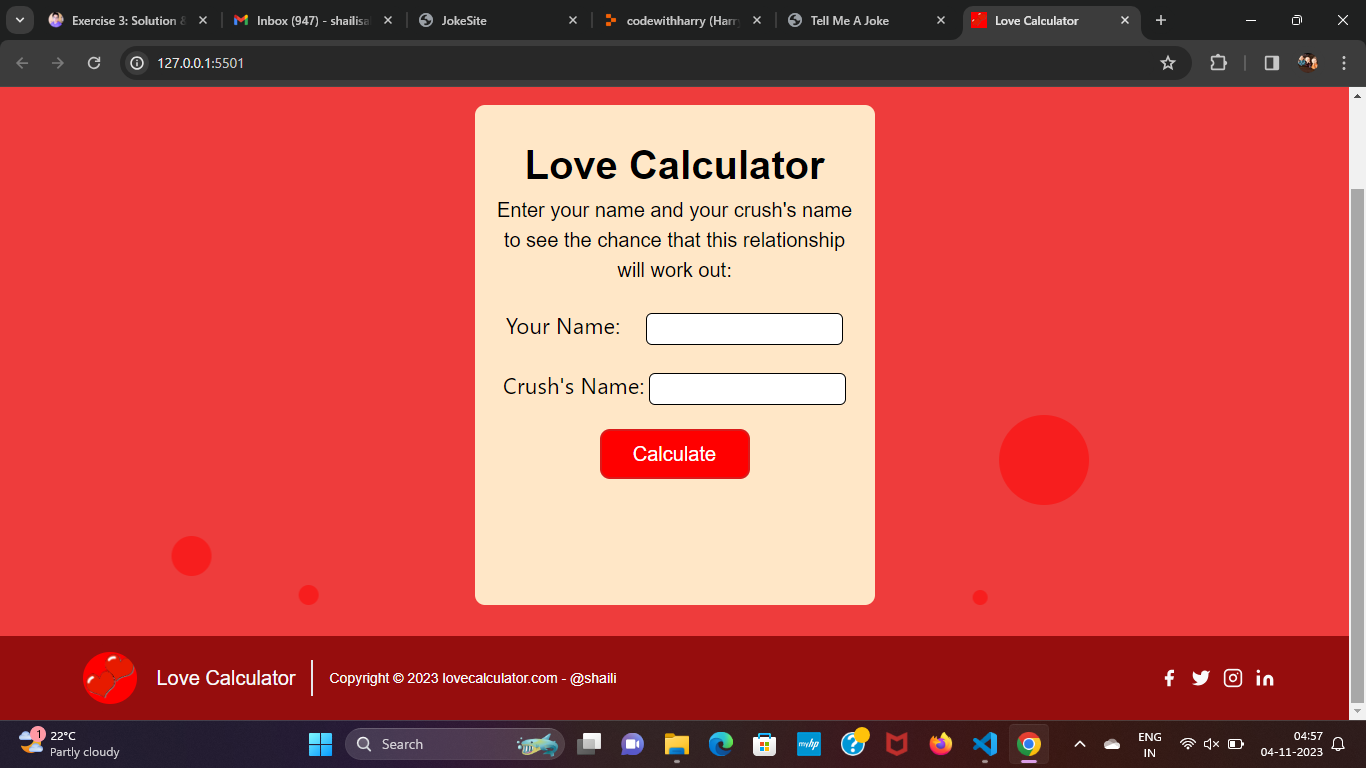 Exercise 3: Solution &
Inbox (947) - shailisa
JokeSite
codewithharry (Harr
Tell Me A Joke
Love Calculator
127.0.0.1:5501
Love Calculator
Enter your name and your crush's name
to see the chance that this relationship
will work out:
Your Name:
Crush's Name:
Calculate
Love Calculator
Copyright © 2023 lovecalculator.com - @shaili
1
22°C
Partly cloudy
Search
myhp
ENG
IN
04:57
04-11-2023